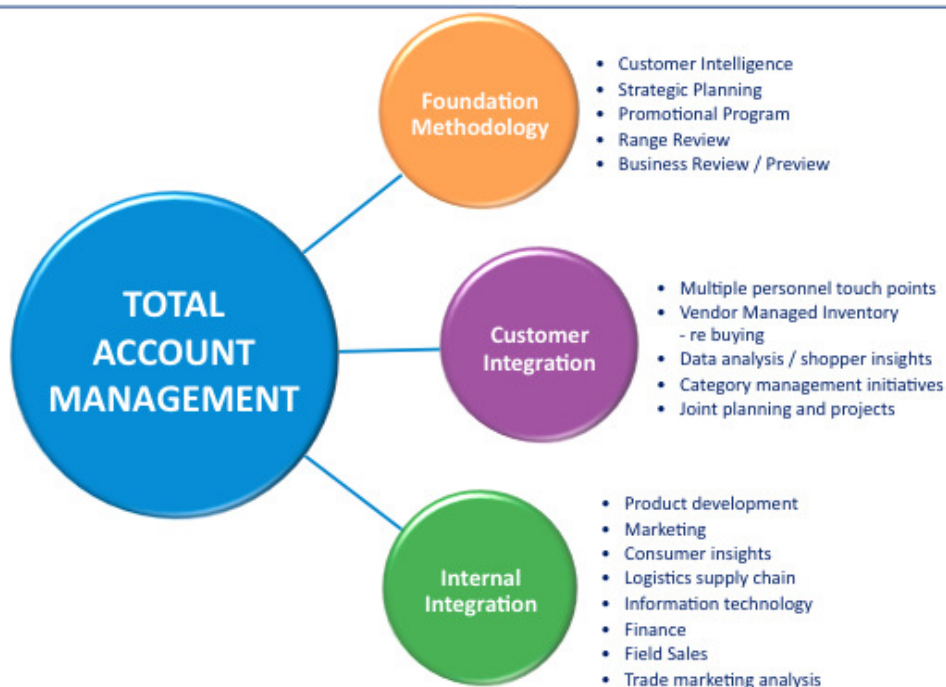 Foundation
Methodology
• Customer Intelligence
• Strategic Planning
• Promotional Program
• Range Review
• Business Review / Preview
TOTAL
ACCOUNT
MANAGEMENT
Customer
Integration
• Multiple personnel touch points
• Vendor Managed Inventory
- re buying
• Data analysis / shopper insights
• Category management initiatives
• Joint planning and projects
Internal
Integration
• Product development
• Marketing
• Consumer insights
• Logistics supply chain
• Information technology
• Finance
• Field Sales
• Trade marketing analysis